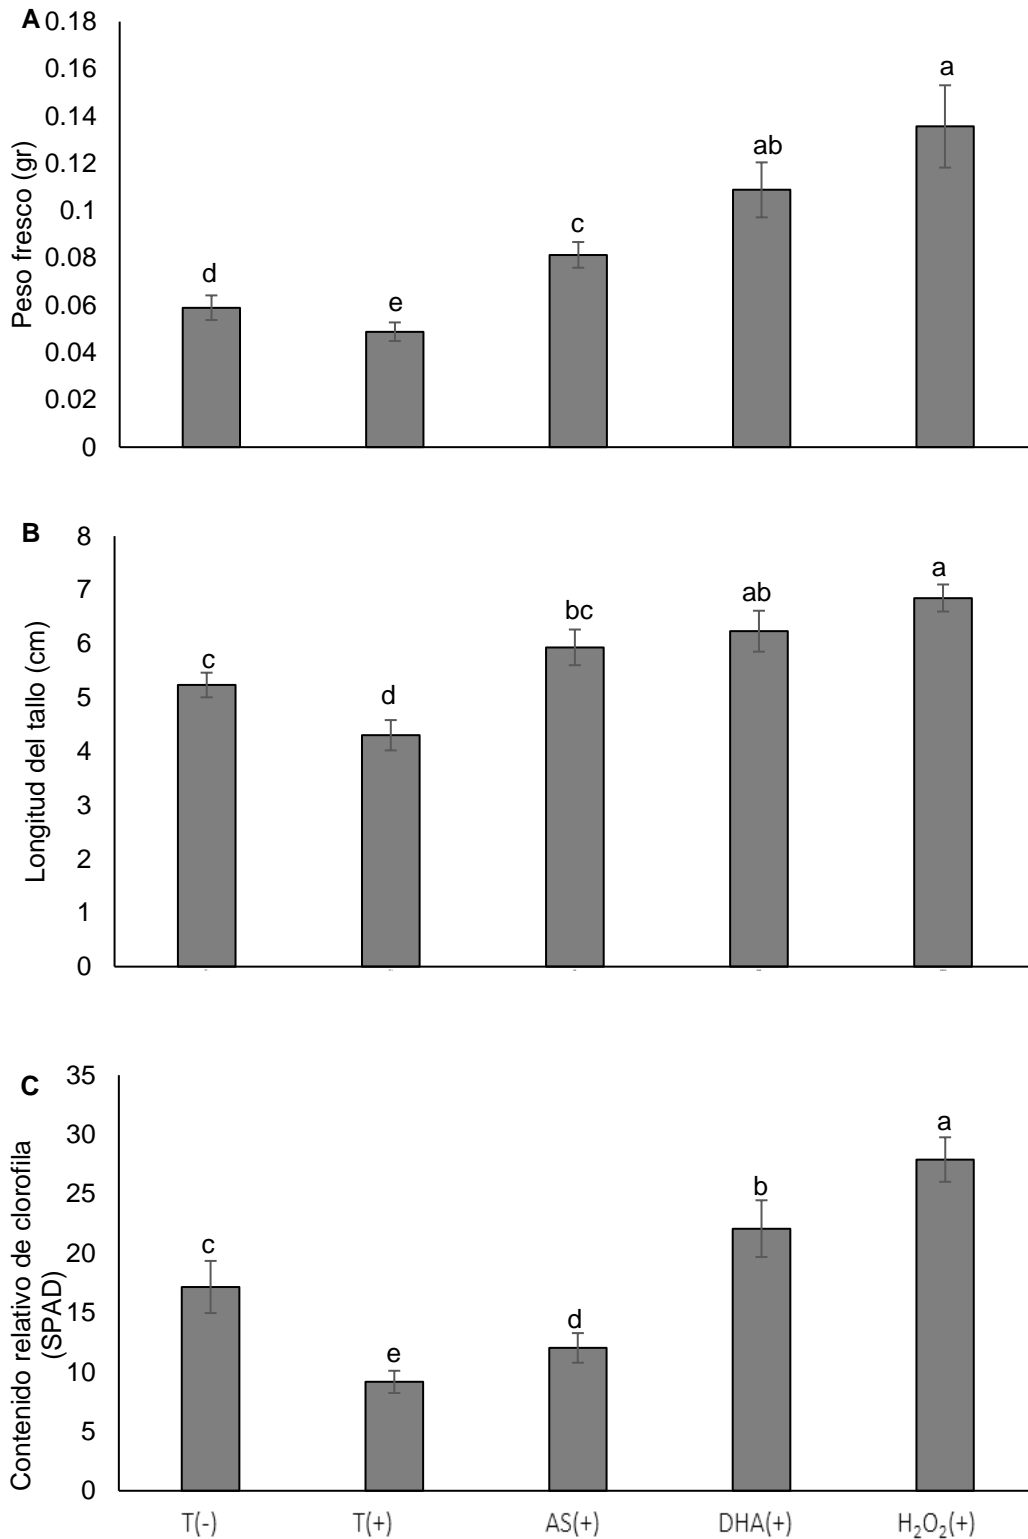 A
0.18
0.16
0.14
0.12
0.1
0.08
0.06
0.04
0.02
0
Peso fresco (gr)
d
e
c
ab
a
B
8
7
6
5
4
3
2
1
0
Longitud del tallo (cm)
c
d
bc
ab
a
C
35
30
25
20
15
10
5
0
Contenido relativo de clorofila
(SPAD)
c
e
d
b
a
T(-) T(+) AS(+) DHA(+) H₂O₂(+)